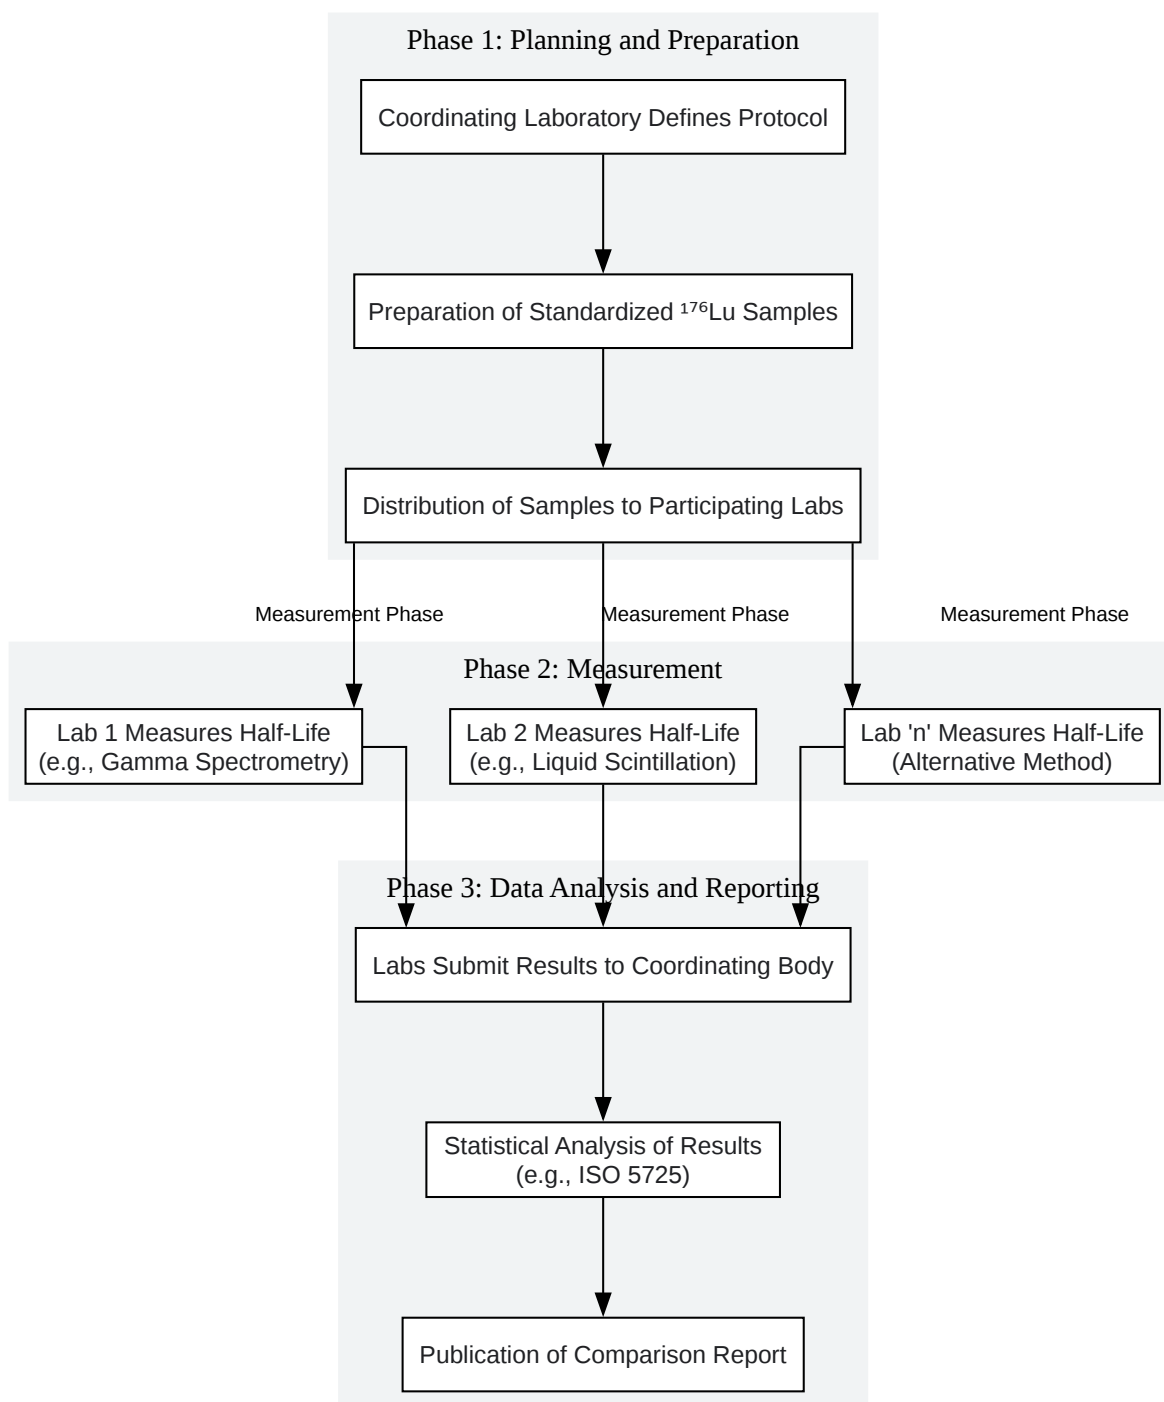 Phase 1: Planning and Preparation
Coordinating Laboratory Defines Protocol
Preparation of Standardized ¹⁷⁶Lu Samples
Distribution of Samples to Participating Labs
Measurement Phase
Measurement Phase
Measurement Phase
Phase 2: Measurement
Lab 1 Measures Half-Life
(e.g., Gamma Spectrometry)
Lab 2 Measures Half-Life
(e.g., Liquid Scintillation)
Lab 'n' Measures Half-Life
(Alternative Method)
Phase 3: Data Analysis and Reporting
Labs Submit Results to Coordinating Body
Statistical Analysis of Results
(e.g., ISO 5725)
Publication of Comparison Report